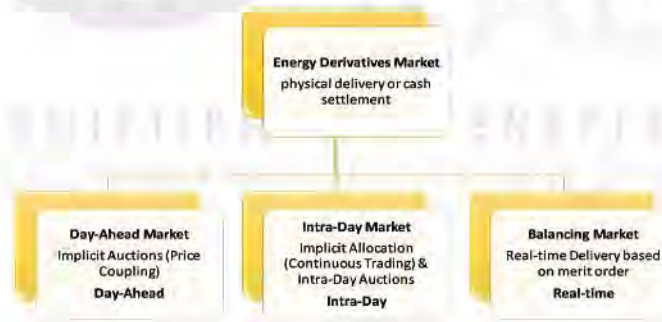 Energy Derivatives Market
physical delivery or cash
settlement
Day-Ahead Market
Implicit Auctions (Price
Coupling)
Day-Ahead
Intra-Day Market
Implicit Allocation
(Continuous Trading) &
Intra-Day Auctions
Intra-Day
Balancing Market
Real-time Delivery based
on merit order
Real-time